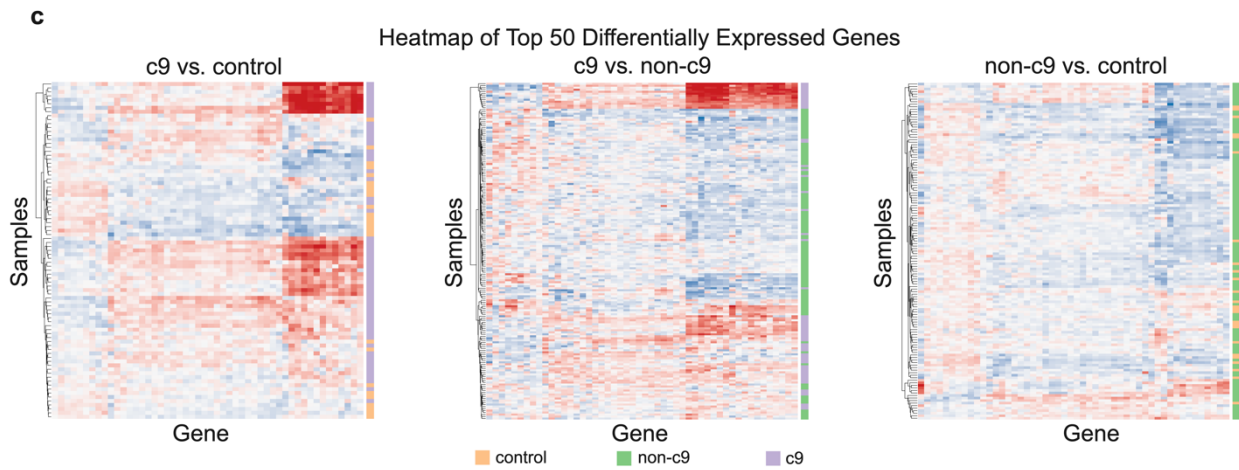 c
Heatmap of Top 50 Differentially Expressed Genes
c9 vs. control
c9 vs. non-c9
non-c9 vs. control
Samples
Samples
Samples
Gene
Gene
Gene
control
non-c9
c9